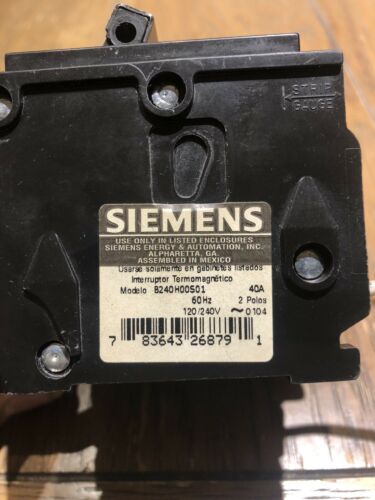 STRIP
GAUGE
SIEMENS
USE ONLY IN LISTED ENCLOSURES
SIEMENS ENERGY & AUTOMATION, INC.
ALPHARETTA, GA.
ASSEMBLED IN MEXICO
Usarse solamente en gabinetes listados
Interruptor Termomagnético
Modelo B240H00S01 40A
60Hz 2 Polos
120/240V ~ 0104
7 83643 26879 1